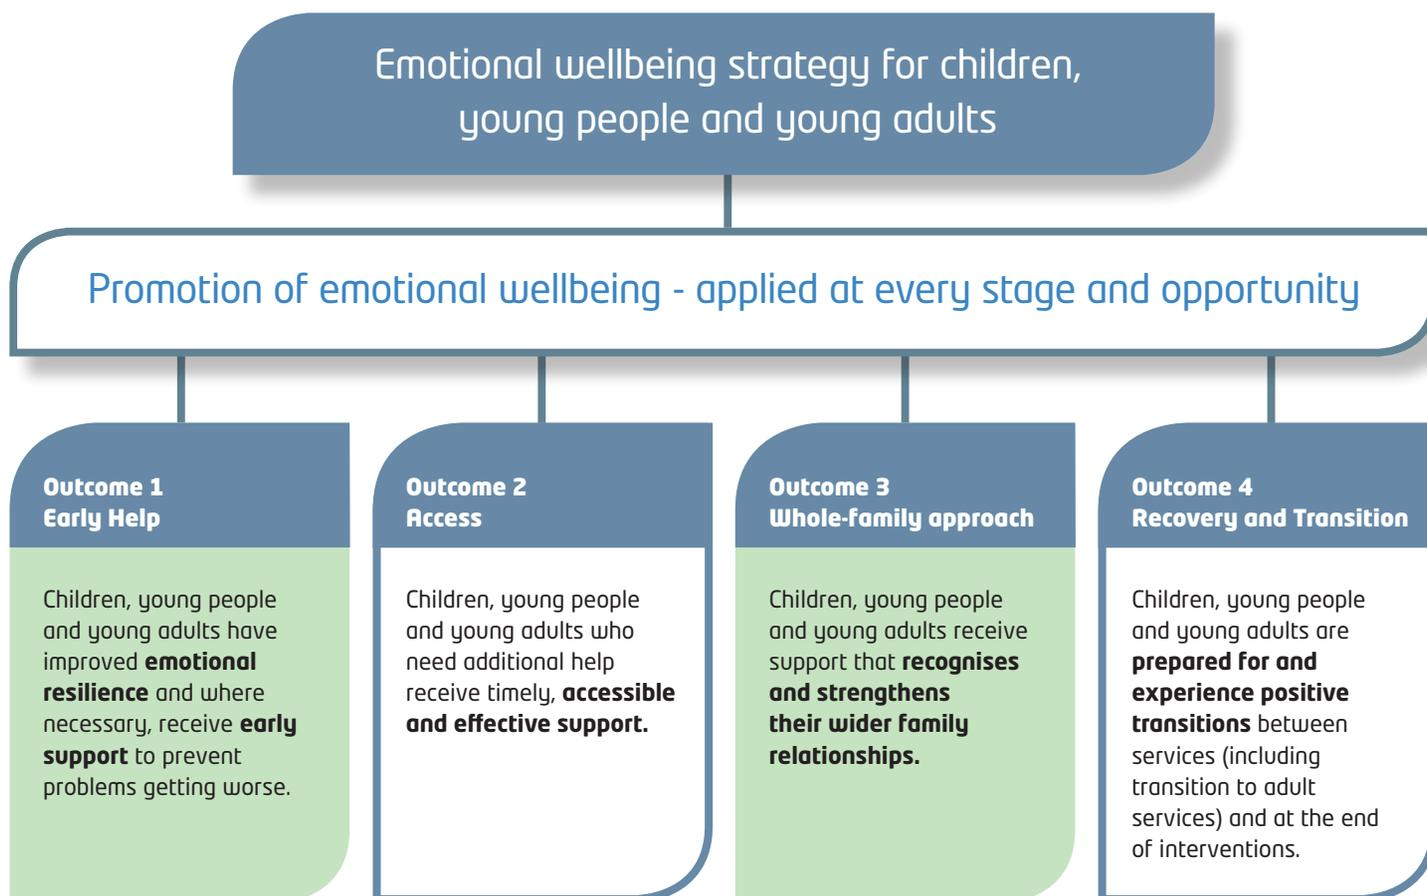 Emotional wellbeing strategy for children,
young people and young adults
Promotion of emotional wellbeing - applied at every stage and opportunity
Outcome 1
Early Help
Children, young people
and young adults have
improved emotional
resilience and where
necessary, receive early
support to prevent
problems getting worse.
Outcome 2
Access
Children, young people
and young adults who
need additional help
receive timely, accessible
and effective support.
Outcome 3
Whole-family approach
Children, young people
and young adults receive
support that recognises
and strengthens
their wider family
relationships.
Outcome 4
Recovery and Transition
Children, young people
and young adults are
prepared for and
experience positive
transitions between
services (including
transition to adult
services) and at the end
of interventions.